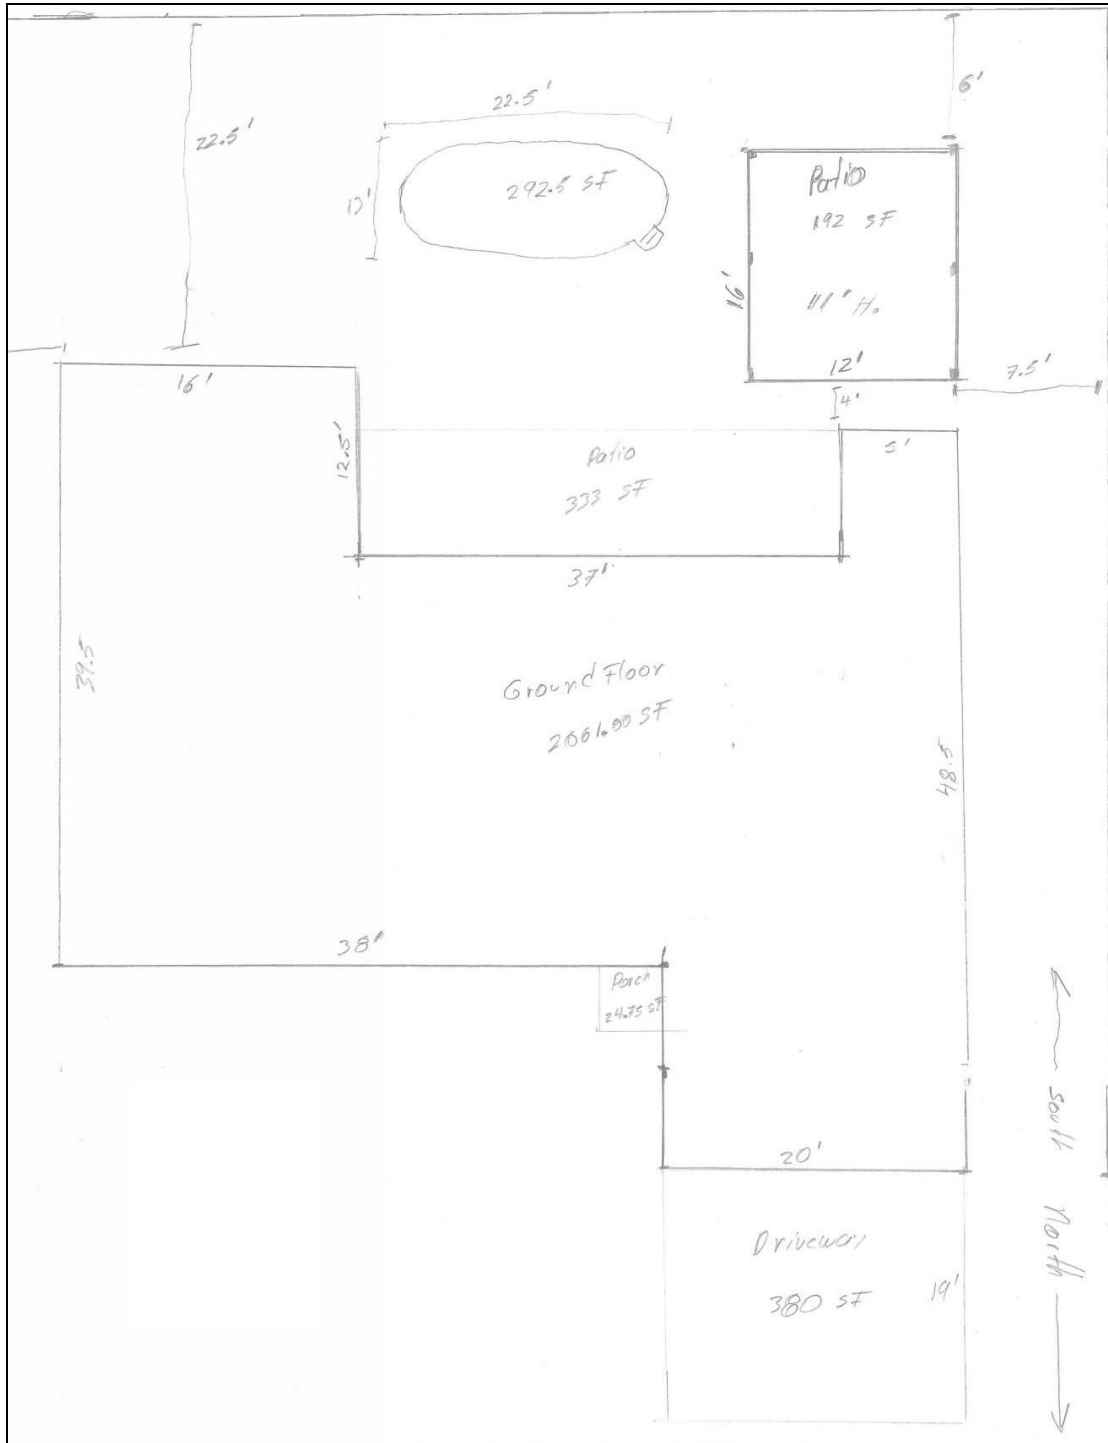 6'
22.5'
22.5'
13'
292.5 SF
Patio
192 SF
16'
12'
7.5'
4'
16'
12.5'
5'
Patio
333 SF
37'
39.5
Ground Floor
2061.00 SF
48.5
38'
Porch
24.75 SF
20'
← South North →
Driveway
380 SF
19'